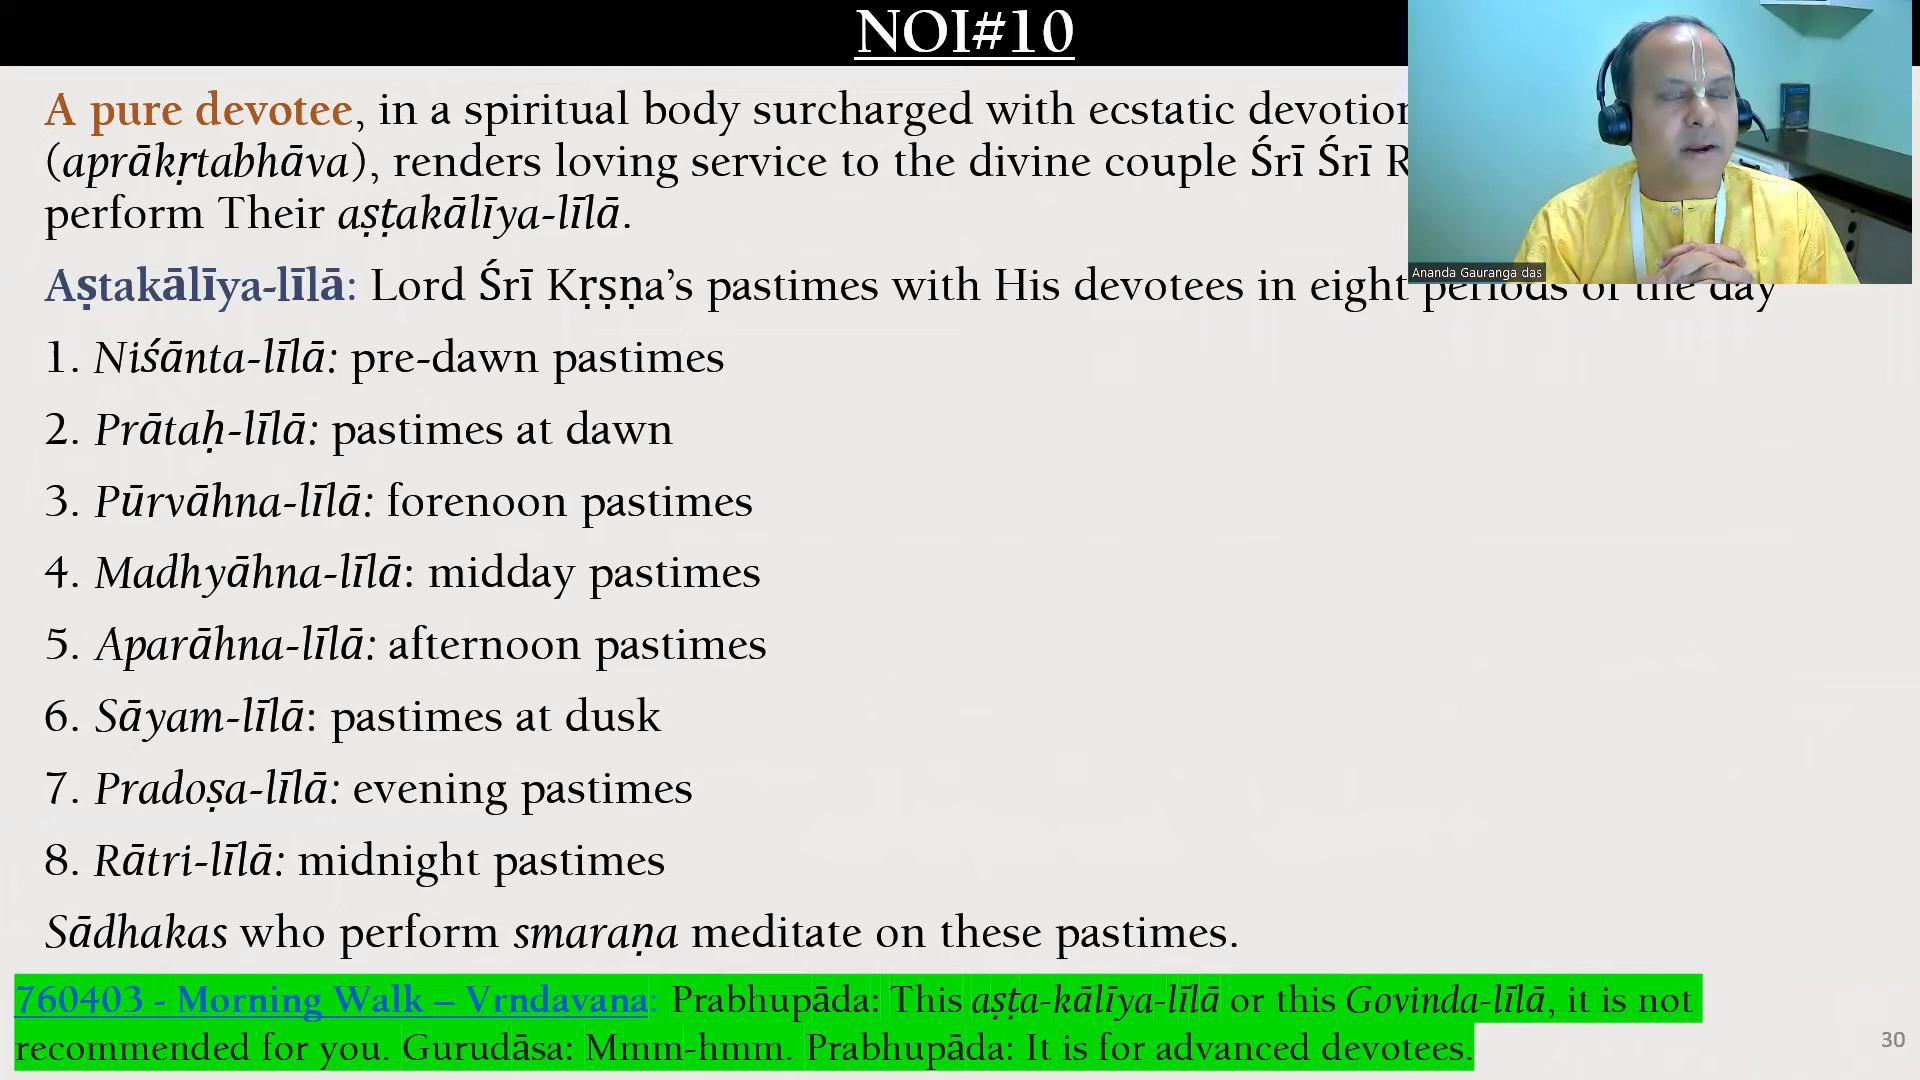 NOI#10
A pure devotee, in a spiritual body surcharged with ecstatic devotion
(aprākṛtabhāva), renders loving service to the divine couple Śrī Śrī R
perform Their aṣṭakālīya-līlā.
Ananda Gauranga das
Aṣtakālīya-līlā: Lord Śrī Kṛṣṇa’s pastimes with His devotees in eight periods of the day
1. Niśānta-līlā: pre-dawn pastimes
2. Prātaḥ-līlā: pastimes at dawn
3. Pūrvāhna-līlā: forenoon pastimes
4. Madhyāhna-līlā: midday pastimes
5. Aparāhna-līlā: afternoon pastimes
6. Sāyam-līlā: pastimes at dusk
7. Pradoṣa-līlā: evening pastimes
8. Rātri-līlā: midnight pastimes
Sādhakas who perform smaraṇa meditate on these pastimes.
760403 - Morning Walk – Vrndavana: Prabhupāda: This aṣṭa-kālīya-līlā or this Govinda-līlā, it is not
recommended for you. Gurudāsa: Mmm-hmm. Prabhupāda: It is for advanced devotees.
30